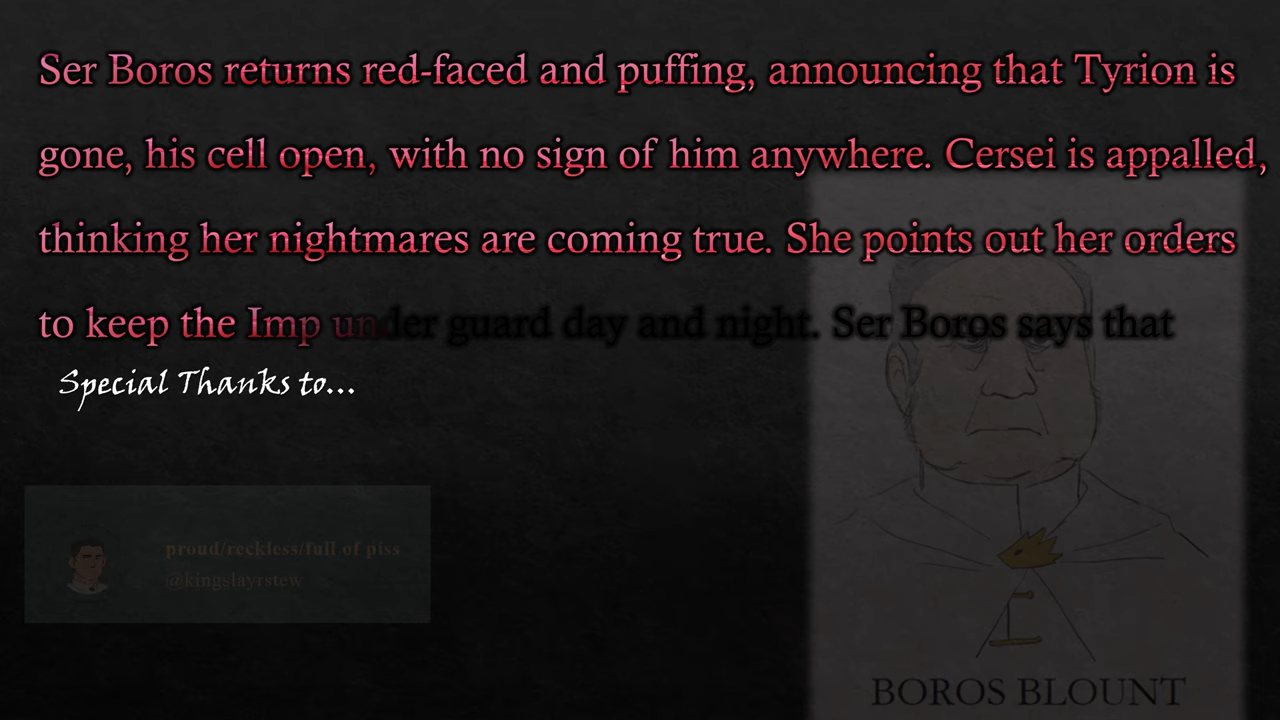 Ser Boros returns red-faced and puffing, announcing that Tyrion is
gone, his cell open, with no sign of him anywhere. Cersei is appalled,
thinking her nightmares are coming true. She points out her orders
to keep the Imp under guard day and night. Ser Boros says that
Special Thanks to...
proud/reckless/full of piss
@kingslayrstew
BOROS BLOUNT